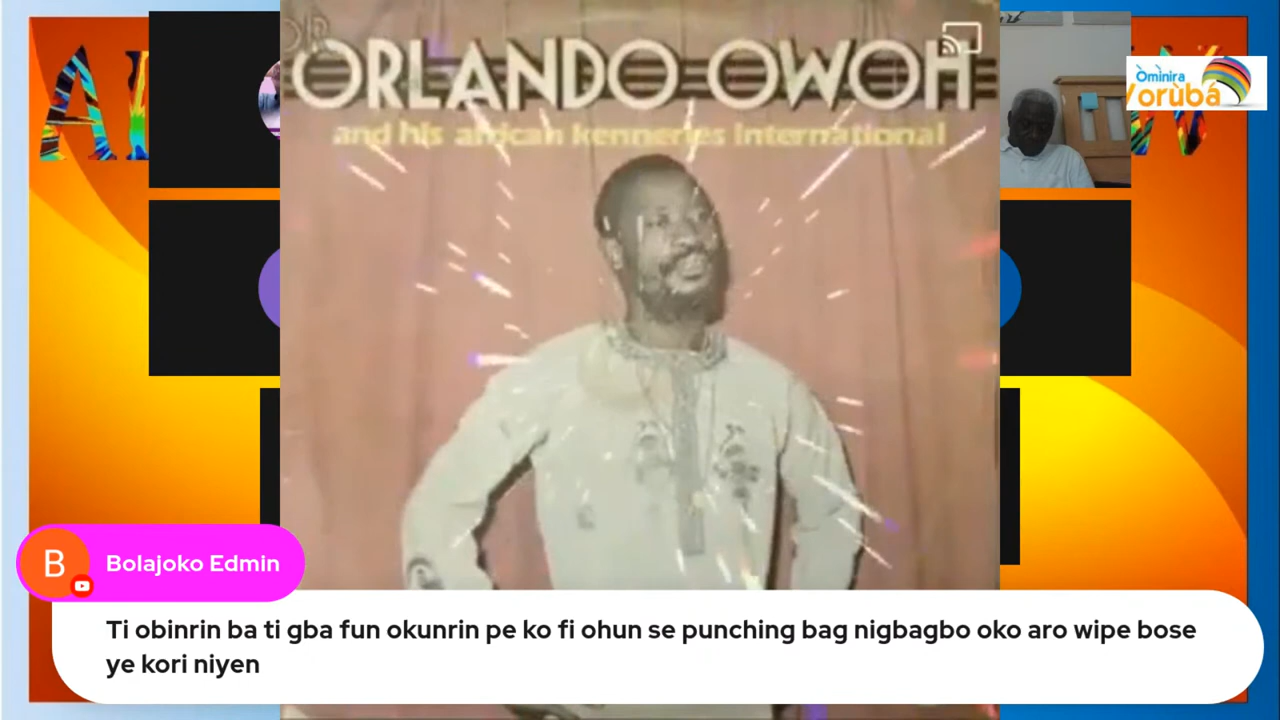 ORLANDO OWOH
and his african kenneries international
Òmìnira
Yorùbá
B
Bolajoko Edmin
Ti obinrin ba ti gba fun okunrin pe ko fi ohun se punching bag nigbagbo oko aro wipe bose
ye kori niyen